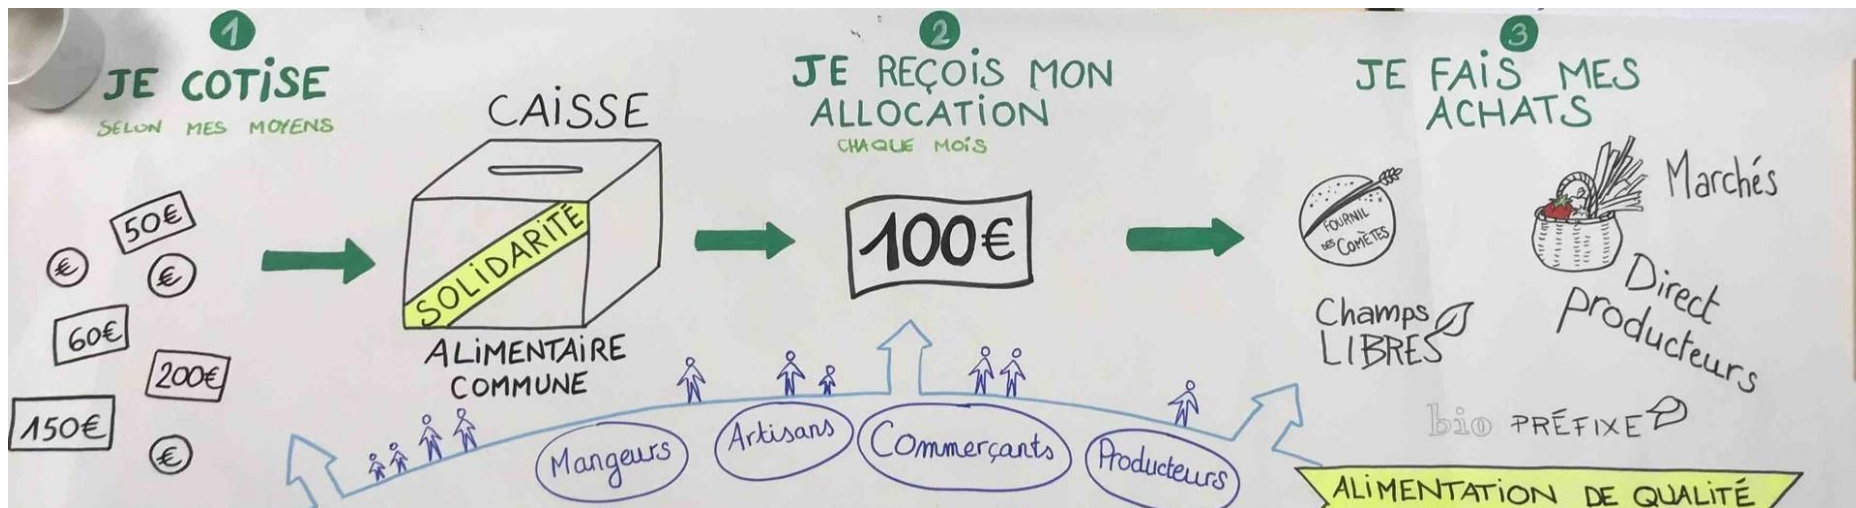 1
JE COTISE
SELON MES MOYENS
50€
€
€
60€
200€
150€
€
CAISSE
SOLIDARITÉ
ALIMENTAIRE
COMMUNE
2
JE REÇOIS MON
ALLOCATION
CHAQUE MOIS
100€
Mangeurs
Artisans
Commerçants
Producteurs
3
JE FAIS MES
ACHATS
FOURNIL
DES COMÈTES
Marchés
Direct
producteurs
Champs
LIBRES
bio PRÉFIXE
ALIMENTATION DE QUALITÉ